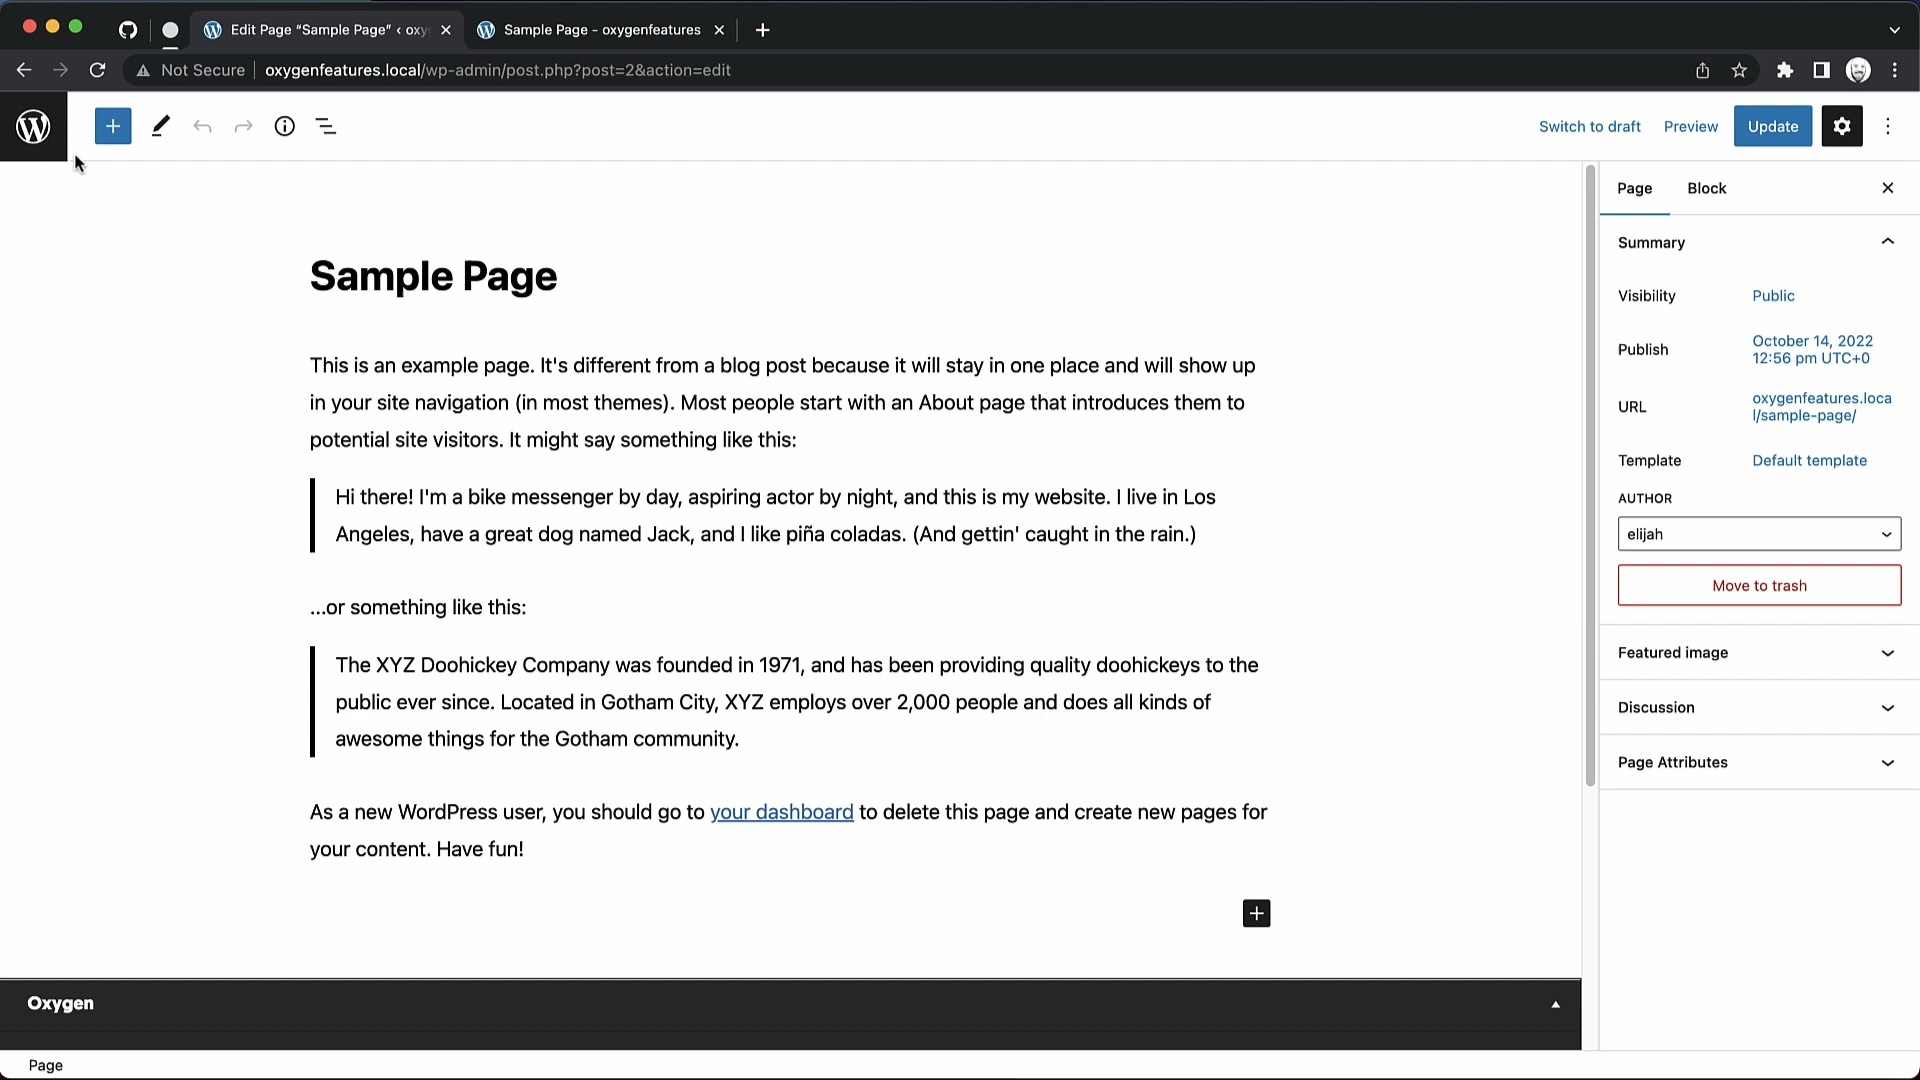 Edit Page “Sample Page” ‹ oxy
Sample Page – oxygenfeatures
Not Secure
oxygenfeatures.local/wp-admin/post.php?post=2&action=edit
Switch to draft
Preview
Update
Page
Block
Summary
Visibility
Public
Publish
October 14, 2022
12:56 pm UTC+0
URL
oxygenfeatures.loca
l/sample-page/
Template
Default template
AUTHOR
elijah
Move to trash
Featured image
Discussion
Page Attributes
Sample Page
This is an example page. It's different from a blog post because it will stay in one place and will show up
in your site navigation (in most themes). Most people start with an About page that introduces them to
potential site visitors. It might say something like this:
Hi there! I'm a bike messenger by day, aspiring actor by night, and this is my website. I live in Los
Angeles, have a great dog named Jack, and I like piña coladas. (And gettin' caught in the rain.)
...or something like this:
The XYZ Doohickey Company was founded in 1971, and has been providing quality doohickeys to the
public ever since. Located in Gotham City, XYZ employs over 2,000 people and does all kinds of
awesome things for the Gotham community.
As a new WordPress user, you should go to your dashboard to delete this page and create new pages for
your content. Have fun!
Oxygen
Page